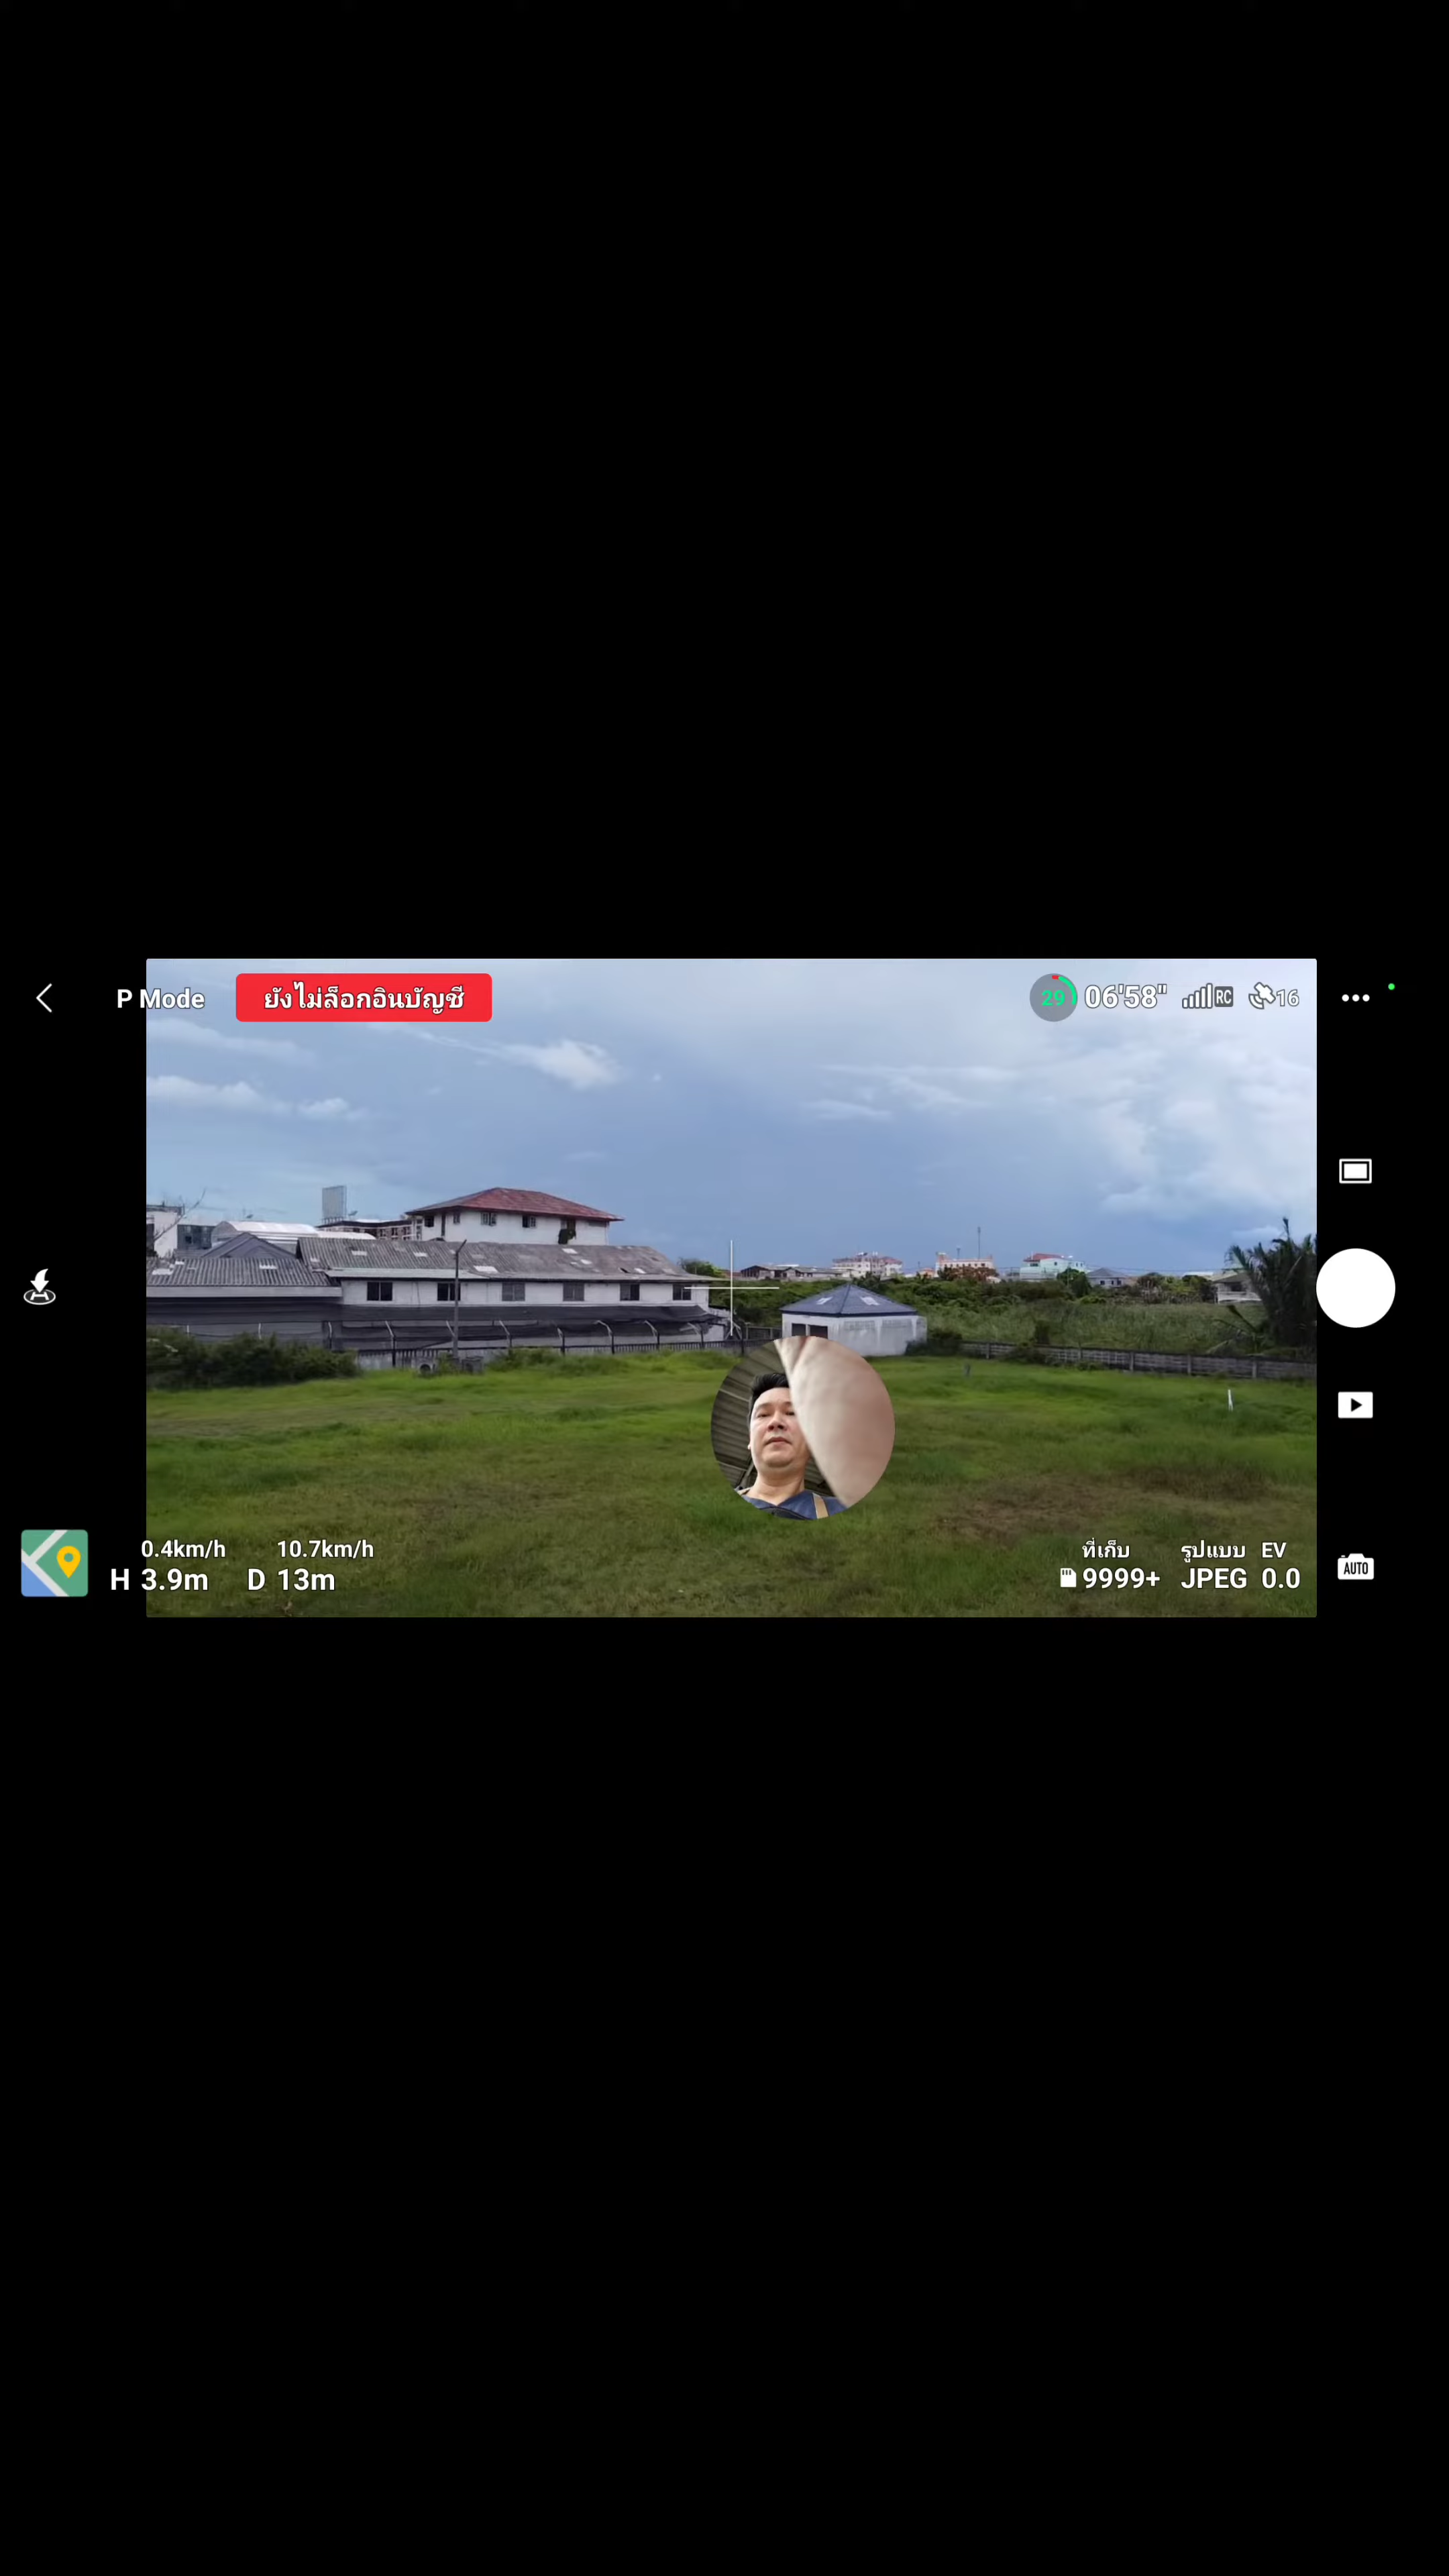 P Mode
ยังไม่ล็อกอินบัญชี
29
06'58"
RC
16
0.4km/h
10.7km/h
H 3.9m
D 13m
ที่เก็บ
รูปแบบ
EV
9999+
JPEG
0.0
AUTO